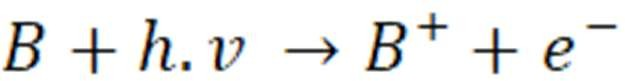 B + h.v → B⁺ + e⁻